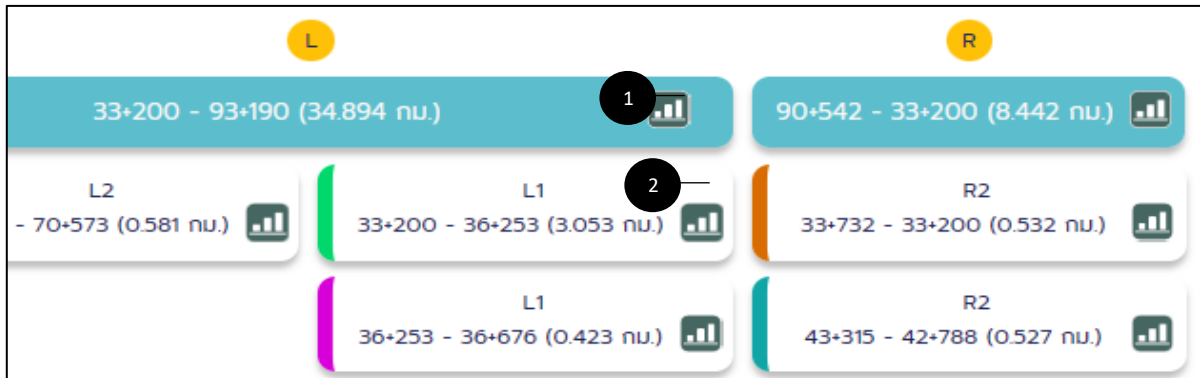 L
R
1
33+200 - 93+190 (34.894 กม.)
90+542 - 33+200 (8.442 กม.)
2
L2
- 70+573 (0.581 กม.)
L1
33+200 - 36+253 (3.053 กม.)
R2
33+732 - 33+200 (0.532 กม.)
L1
36+253 - 36+676 (0.423 กม.)
R2
43+315 - 42+788 (0.527 กม.)